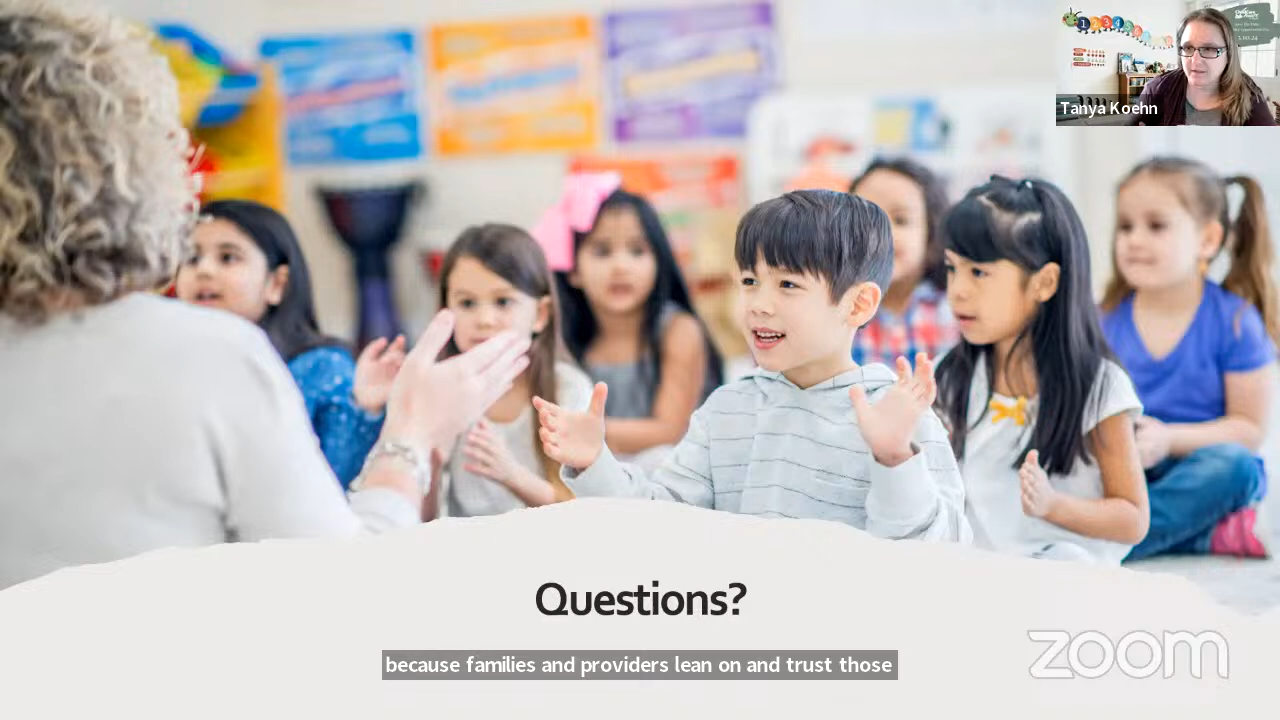 Tanya Koehn
Questions?
because families and providers lean on and trust those
zoom